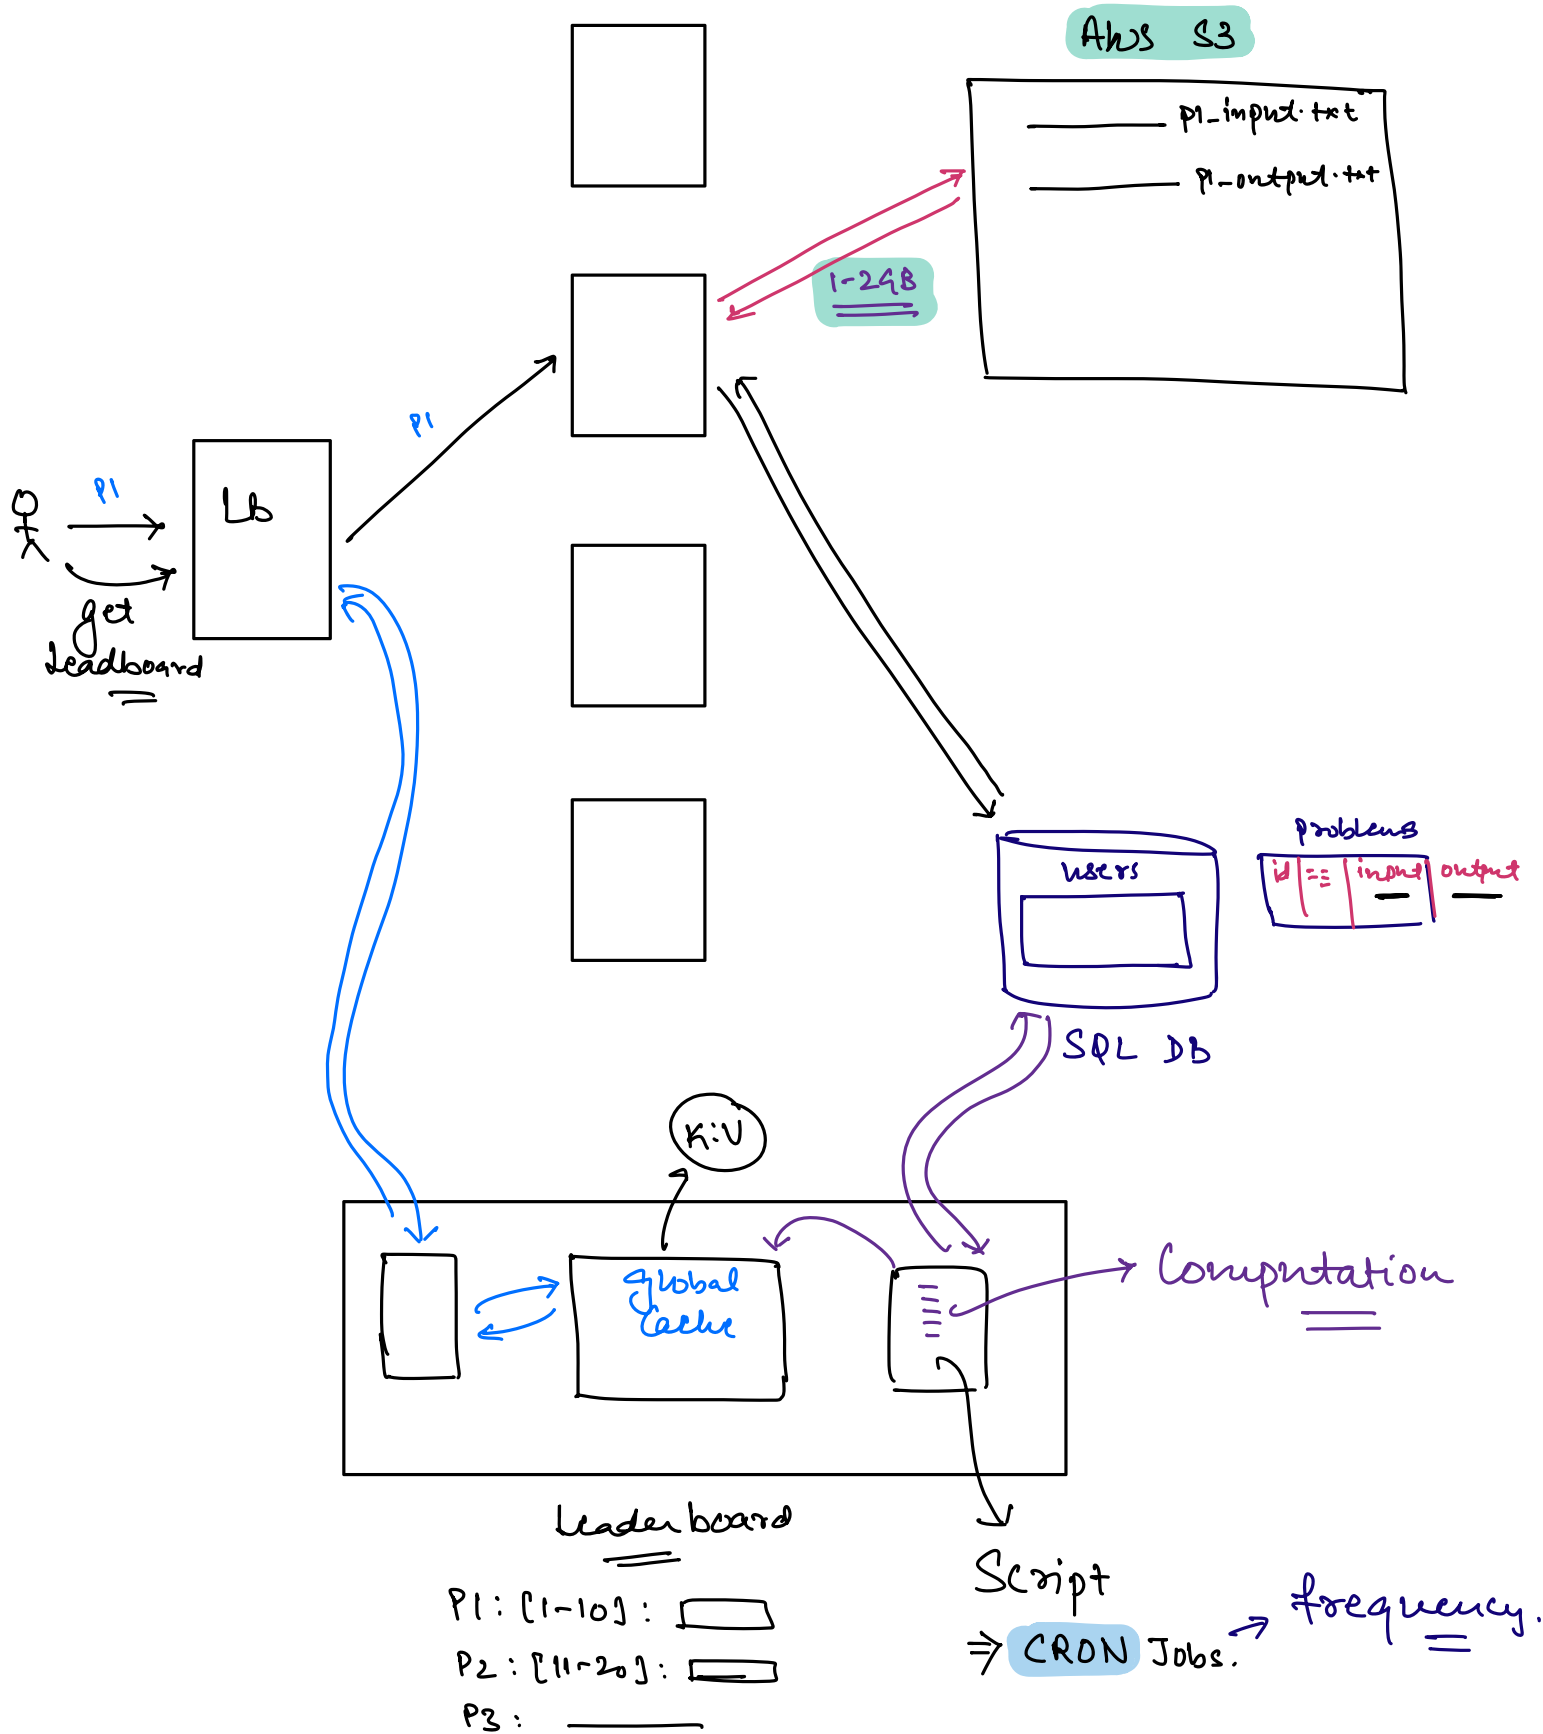 AWS S3
p1_input.txt
p1_output.txt
1-2GB
P1
P1
Lb
get
Leadboard
problems
id == input output
users
SQL DB
K:V
Global
Cache
Computation
Leaderboard
Script
⇒ CRON Jobs.
frequency.
P1: [1-10]:
P2: [11-20]:
P3: